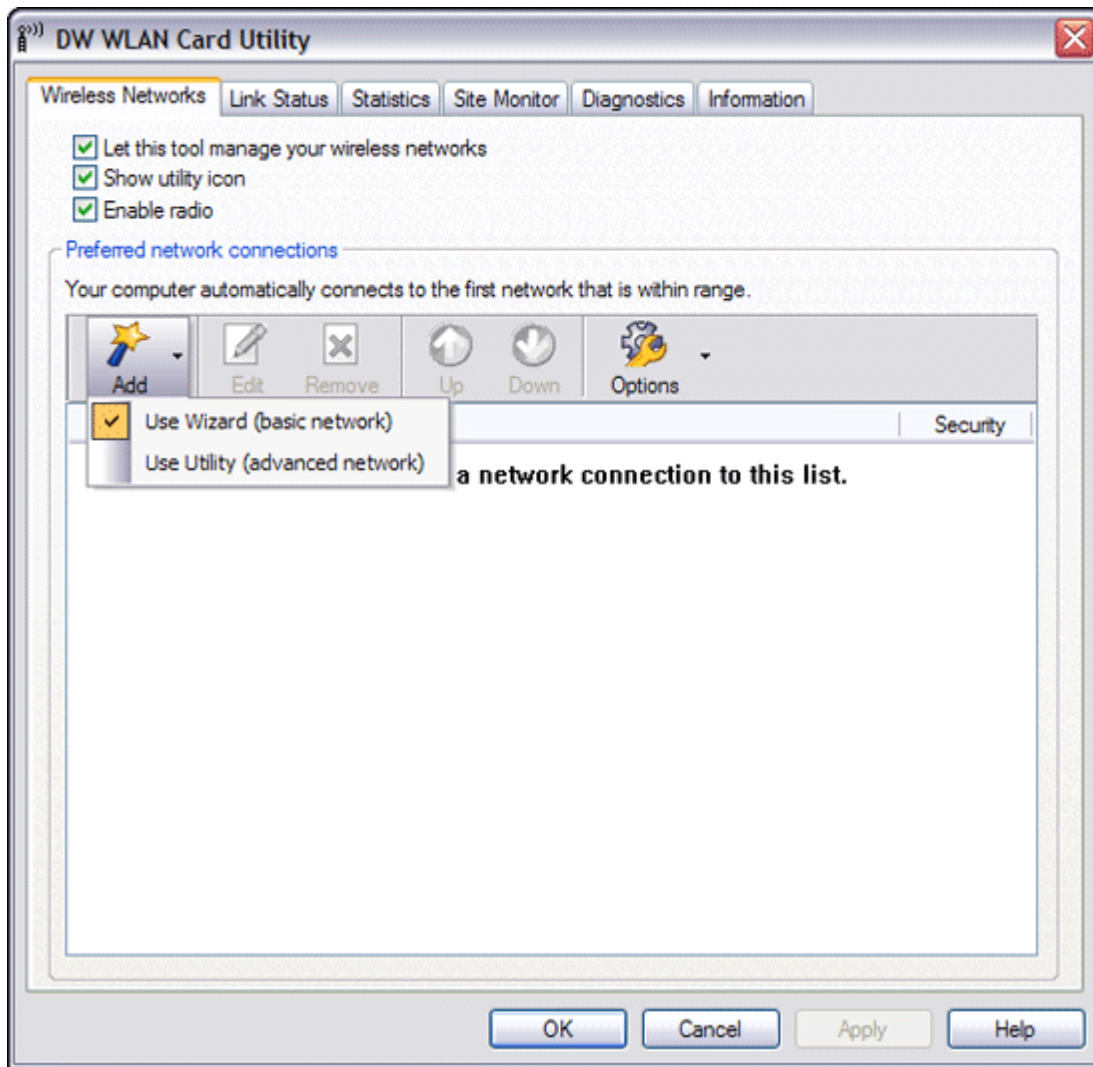 DW WLAN Card Utility
Wireless Networks Link Status Statistics Site Monitor Diagnostics Information
Let this tool manage your wireless networks
Show utility icon
Enable radio
Preferred network connections
Your computer automatically connects to the first network that is within range.
Add Edit Remove Up Down Options
Use Wizard (basic network)
Security
Use Utility (advanced network)
a network connection to this list.
OK Cancel Apply Help